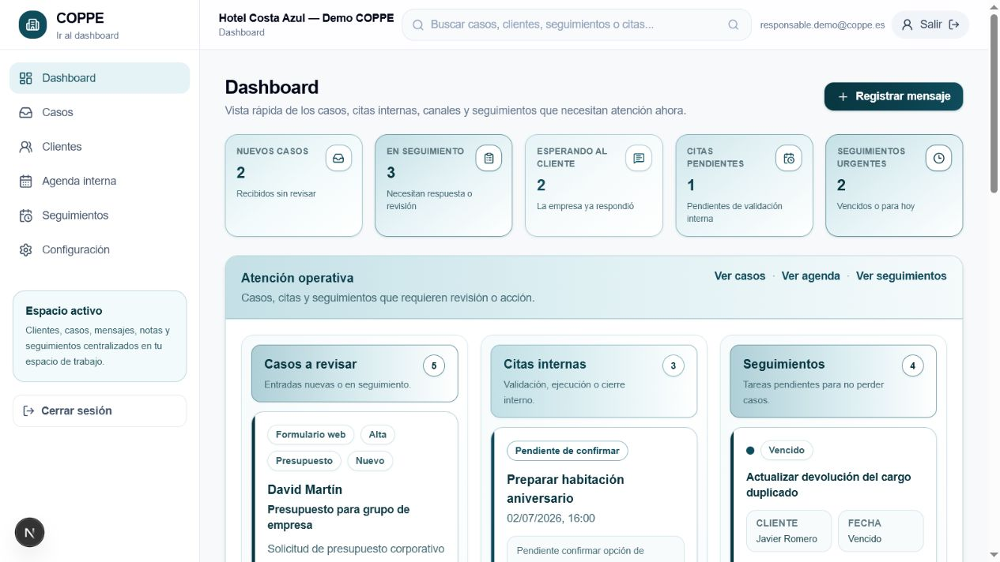 COPPE
Ir al dashboard
Hotel Costa Azul — Demo COPPE
Dashboard
Buscar casos, clientes, seguimientos o citas...
responsable.demo@coppe.es
Salir
Dashboard
Casos
Clientes
Agenda interna
Seguimientos
Configuración
Espacio activo
Clientes, casos, mensajes, notas y
seguimientos centralizados en tu
espacio de trabajo.
Cerrar sesión
N
Dashboard
Vista rápida de los casos, citas internas, canales y seguimientos que necesitan atención ahora.
+ Registrar mensaje
NUEVOS CASOS
2
Recibidos sin revisar
EN SEGUIMIENTO
3
Necesitan respuesta o
revisión
ESPERANDO AL
CLIENTE
2
La empresa ya respondió
CITAS
PENDIENTES
1
Pendientes de validación
interna
SEGUIMIENTOS
URGENTES
2
Vencidos o para hoy
Atención operativa
Casos, citas y seguimientos que requieren revisión o acción.
Ver casos · Ver agenda · Ver seguimientos
Casos a revisar
5
Entradas nuevas o en seguimiento.
Formulario web
Alta
Presupuesto
Nuevo
David Martín
Presupuesto para grupo de
empresa
Solicitud de presupuesto corporativo
Citas internas
3
Validación, ejecución o cierre
interno.
Pendiente de confirmar
Preparar habitación
aniversario
02/07/2026, 16:00
Pendiente confirmar opción de
Seguimientos
4
Tareas pendientes para no perder
casos.
Vencido
Actualizar devolución del cargo
duplicado
CLIENTE
Javier Romero
FECHA
Vencido